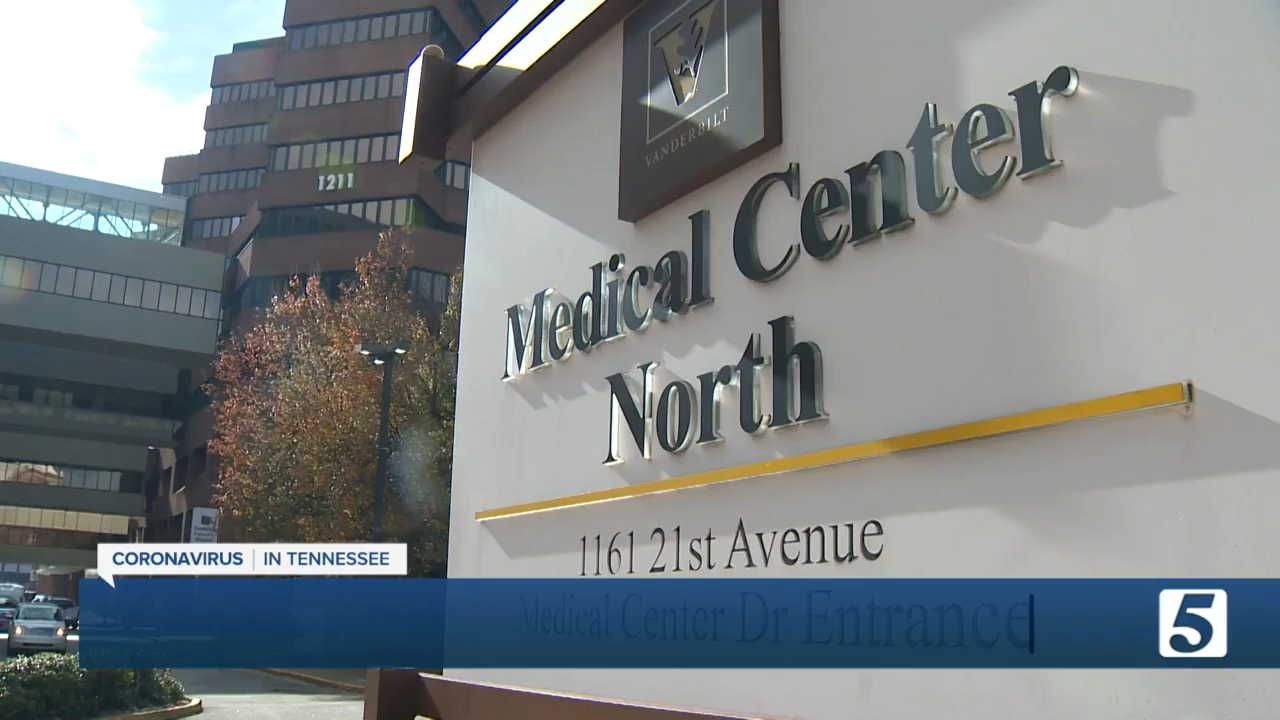 1211
V
VANDERBILT
Medical Center
North
1161 21st Avenue
Medical Center Dr Entrance
CORONAVIRUS IN TENNESSEE
5